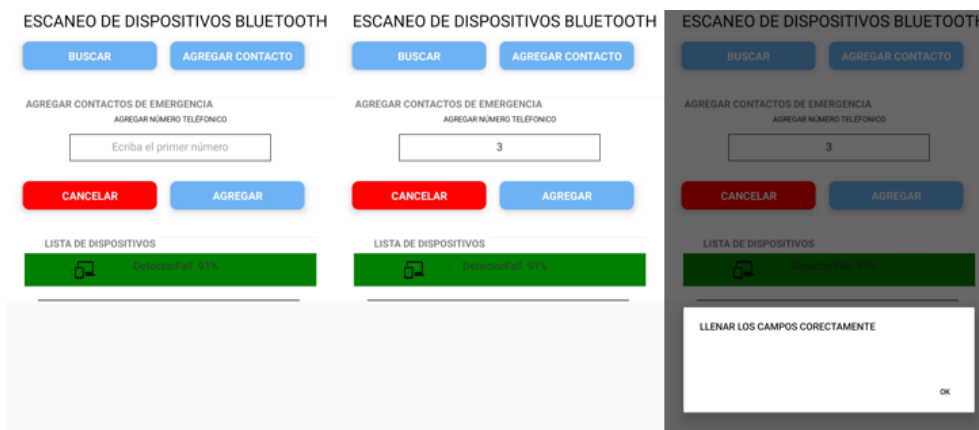 ESCANEO DE DISPOSITIVOS BLUETOOTH
BUSCAR
AGREGAR CONTACTO
AGREGAR CONTACTOS DE EMERGENCIA
AGREGAR NÚMERO TELÉFONICO
Ecriba el primer número
CANCELAR
AGREGAR
LISTA DE DISPOSITIVOS
DetectorFall 91%
ESCANEO DE DISPOSITIVOS BLUETOOTH
BUSCAR
AGREGAR CONTACTO
AGREGAR CONTACTOS DE EMERGENCIA
AGREGAR NÚMERO TELÉFONICO
3
CANCELAR
AGREGAR
LISTA DE DISPOSITIVOS
DetectorFall 91%
ESCANEO DE DISPOSITIVOS BLUETOOTH
BUSCAR
AGREGAR CONTACTO
AGREGAR CONTACTOS DE EMERGENCIA
AGREGAR NÚMERO TELÉFONICO
3
CANCELAR
AGREGAR
LISTA DE DISPOSITIVOS
DetectorFall 91%
LLENAR LOS CAMPOS CORECTAMENTE
OK